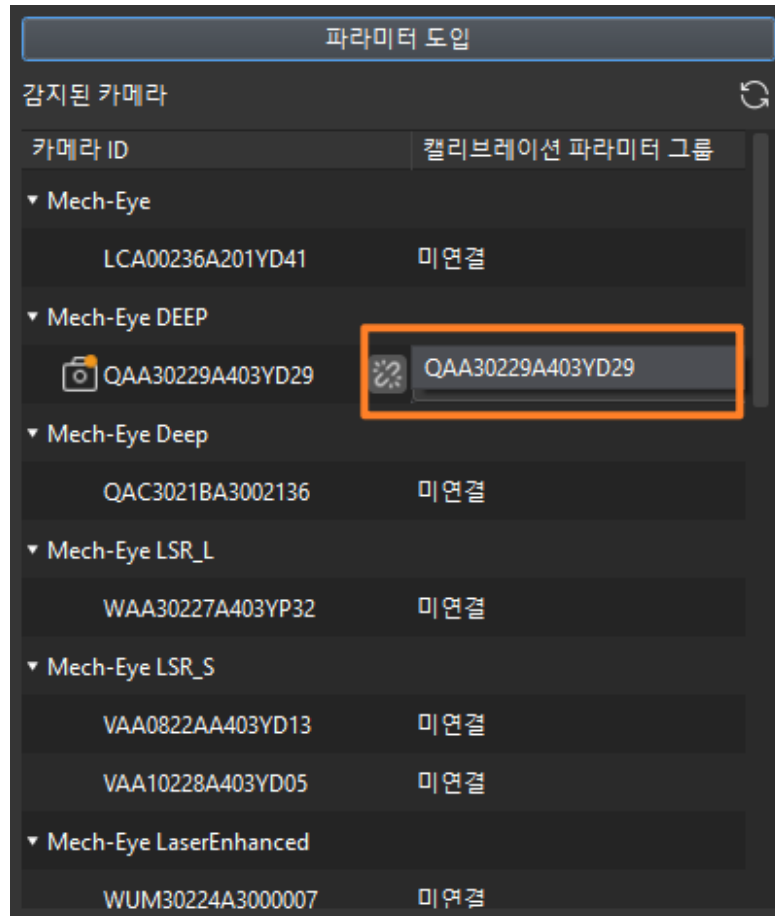 파라미터 도입
감지된 카메라
카메라 ID 캘리브레이션 파라미터 그룹
Mech-Eye
LCA00236A201YD41 미연결
Mech-Eye DEEP
QAA30229A403YD29 QAA30229A403YD29
Mech-Eye Deep
QAC3021BA3002136 미연결
Mech-Eye LSR_L
WAA30227A403YP32 미연결
Mech-Eye LSR_S
VAA0822AA403YD13 미연결
VAA10228A403YD05 미연결
Mech-Eye LaserEnhanced
WUM30224A3000007 미연결